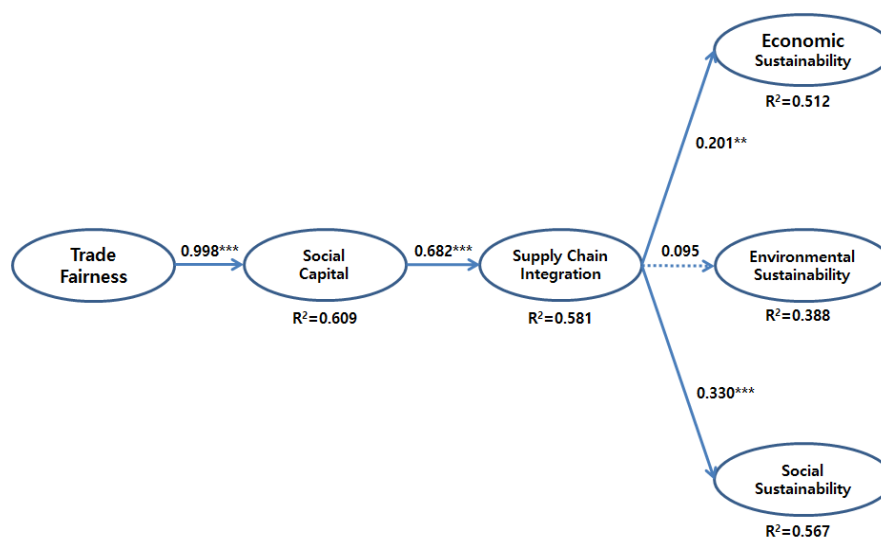 Economic
Sustainability
R²=0.512
0.201**
Trade
Fairness
0.998***
Social
Capital
R²=0.609
0.682***
Supply Chain
Integration
R²=0.581
0.095
Environmental
Sustainability
R²=0.388
0.330***
Social
Sustainability
R²=0.567